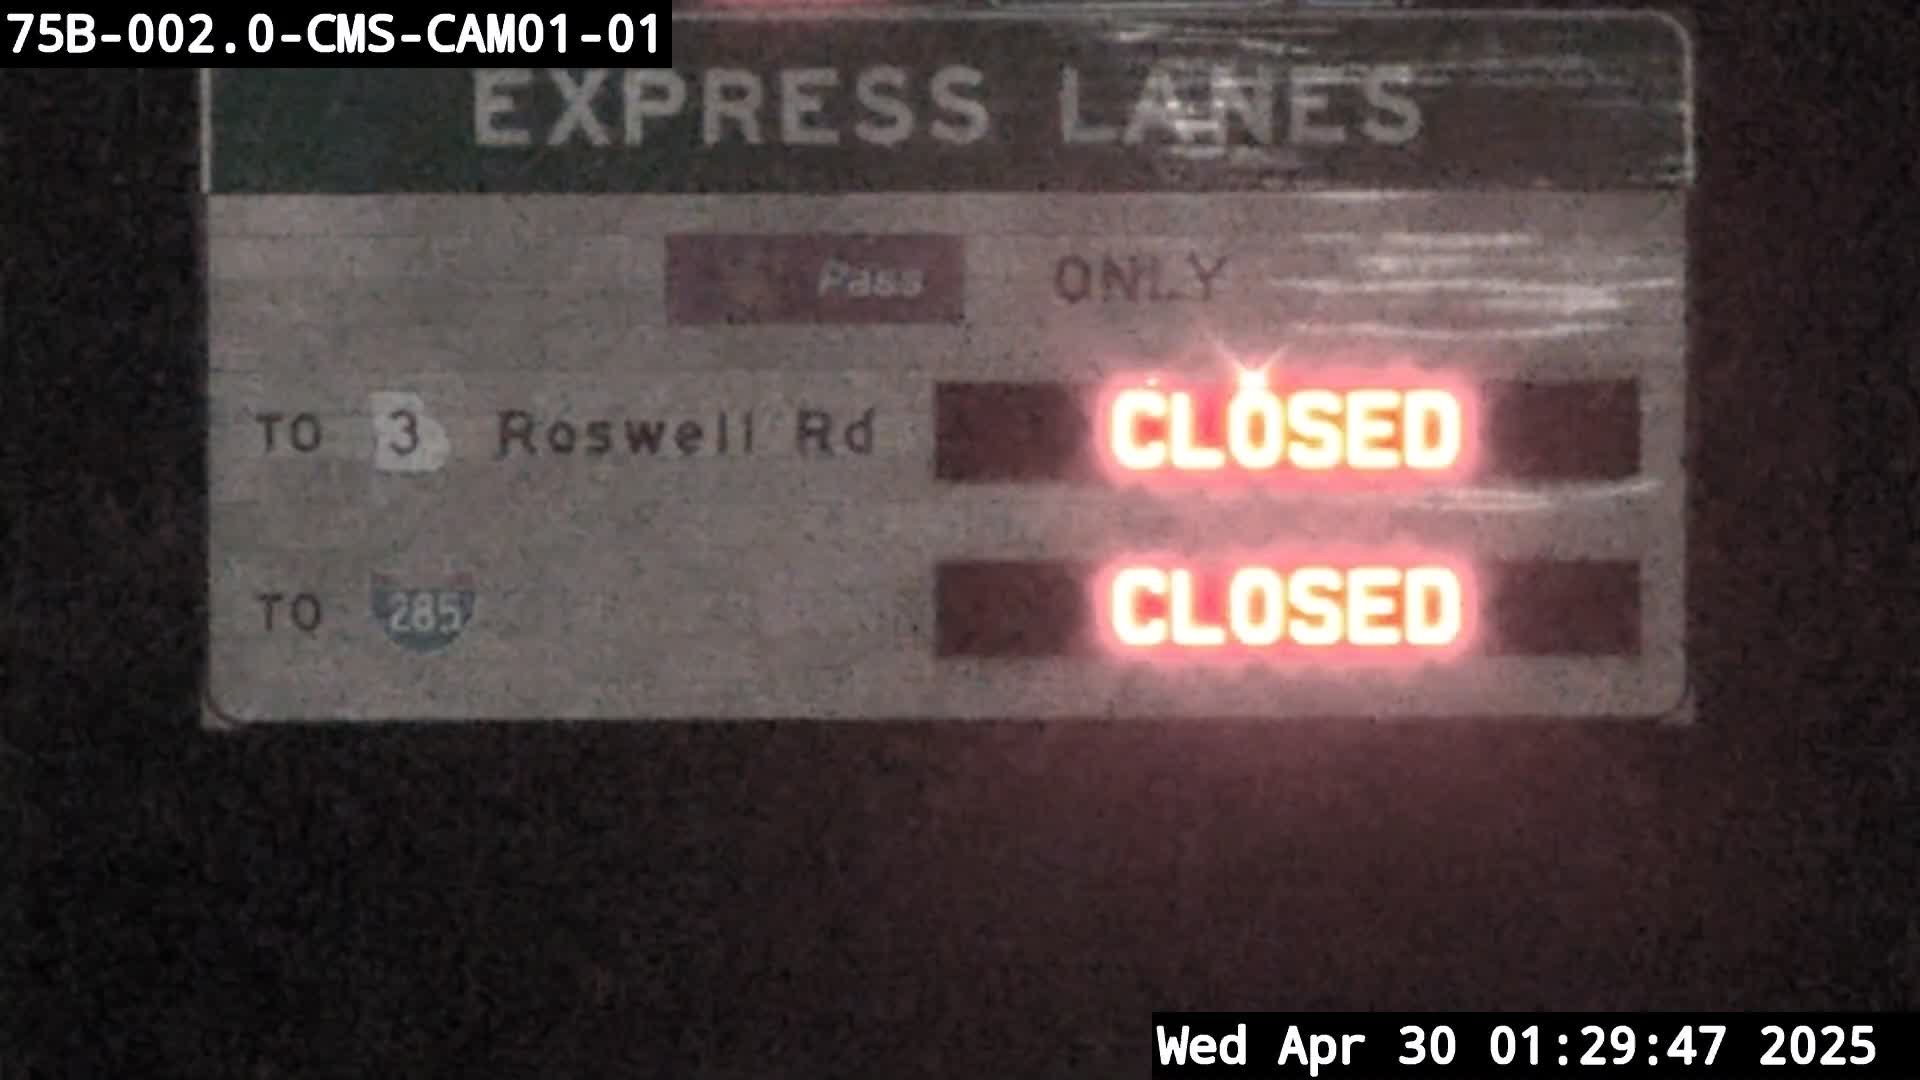 75B-002.0-CMS-CAM01-01
EXPRESS LANES
Pass ONLY
TO 3 Roswell Rd CLOSED
TO 285 CLOSED
Wed Apr 30 01:29:47 2025